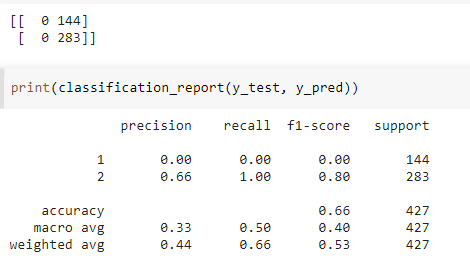 [[  0 144]
 [  0 283]]
print(classification_report(y_test, y_pred))
              precision    recall  f1-score   support
           1       0.00      0.00      0.00       144
           2       0.66      1.00      0.80       283
    accuracy                           0.66       427
   macro avg       0.33      0.50      0.40       427
weighted avg       0.44      0.66      0.53       427